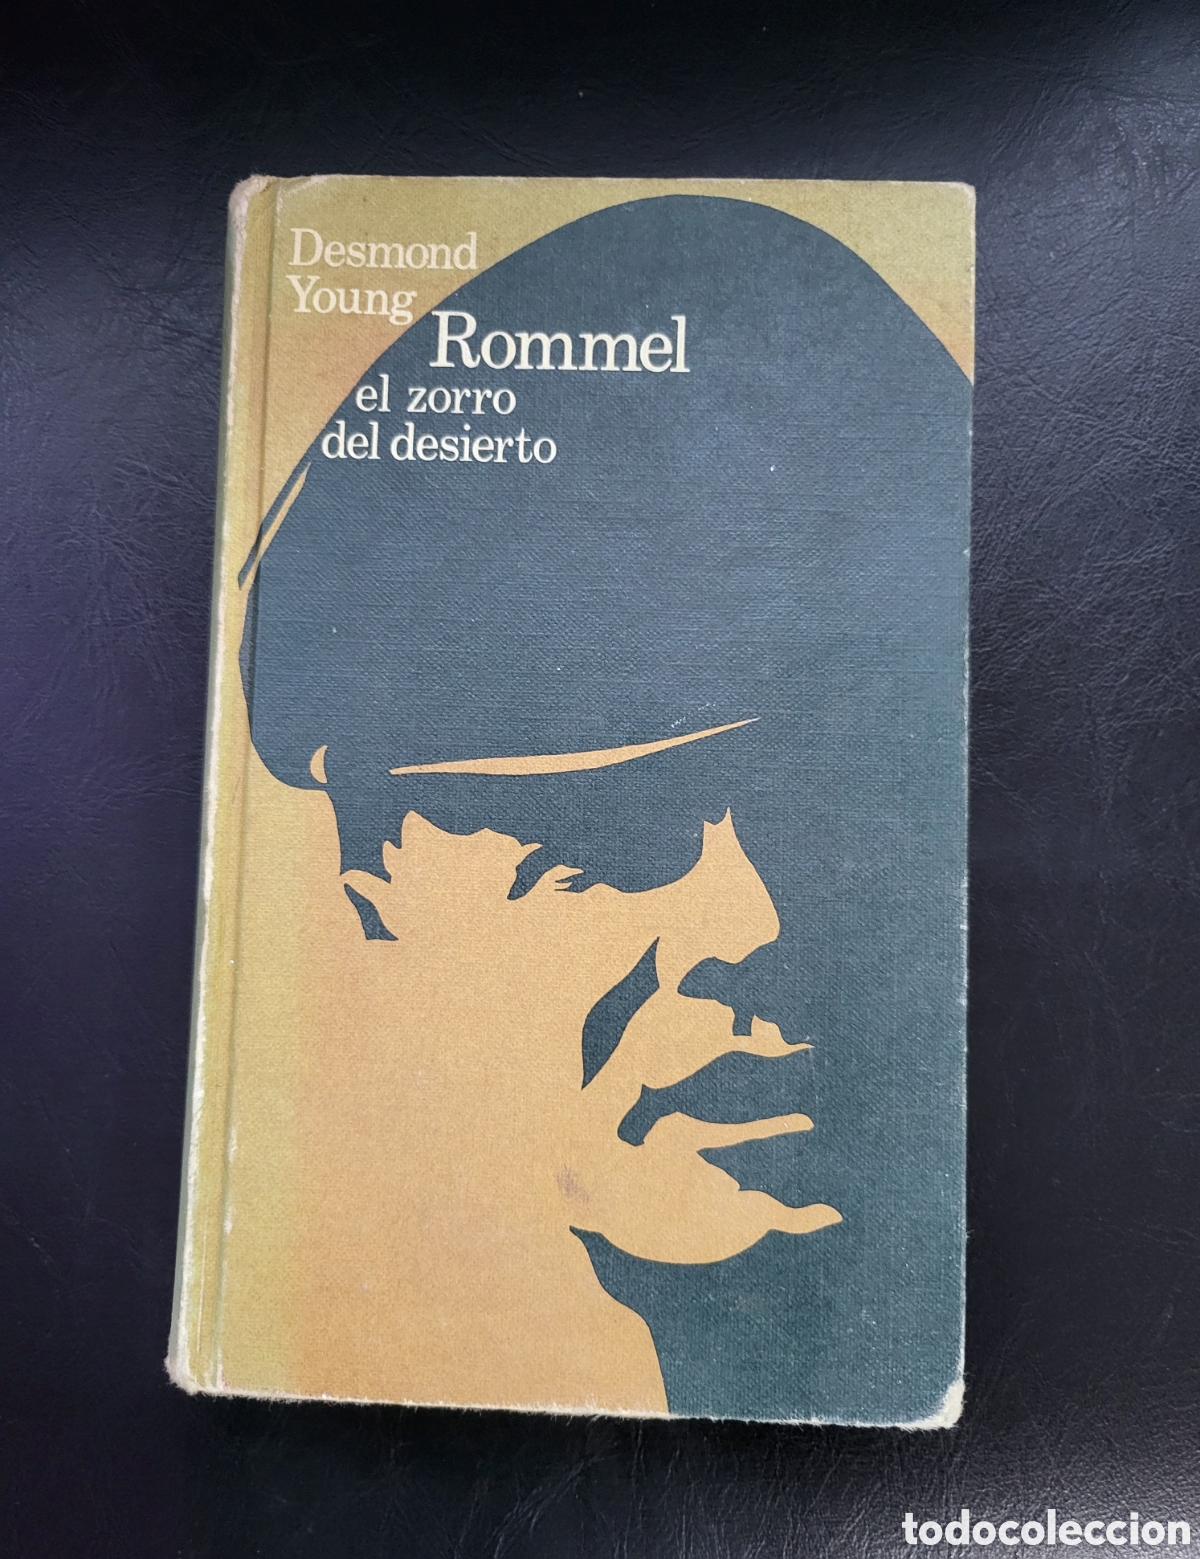 Desmond
Young
Rommel
el zorro
del desierto
todocoleccion